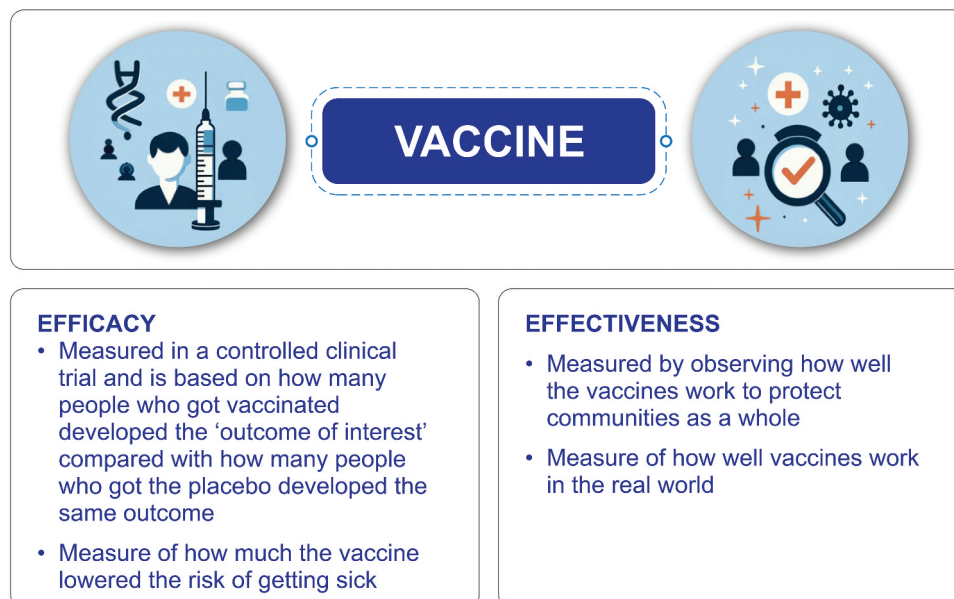 VACCINE
EFFICACY
• Measured in a controlled clinical
trial and is based on how many
people who got vaccinated
developed the ‘outcome of interest’
compared with how many people
who got the placebo developed the
same outcome
• Measure of how much the vaccine
lowered the risk of getting sick
EFFECTIVENESS
• Measured by observing how well
the vaccines work to protect
communities as a whole
• Measure of how well vaccines work
in the real world